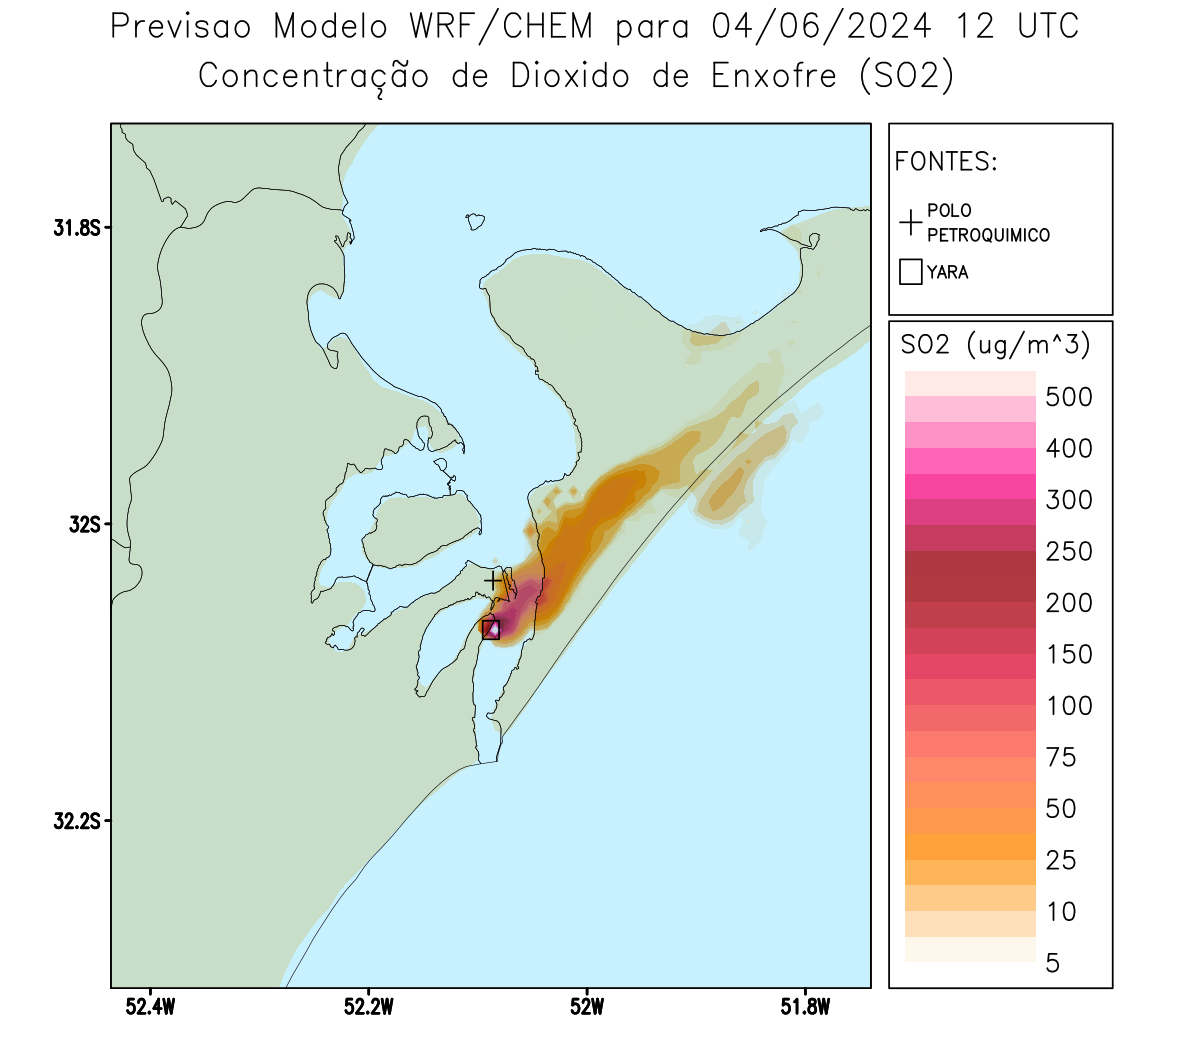 Previsao Modelo WRF/CHEM para 04/06/2024 12 UTC
Concentração de Dioxido de Enxofre (SO2)
FONTES:
POLO
PETROQUIMICO
YARA
31.8S
32S
32.2S
52.4W
52.2W
52W
51.8W
SO2 (ug/m^3)
500
400
300
250
200
150
100
75
50
25
10
5